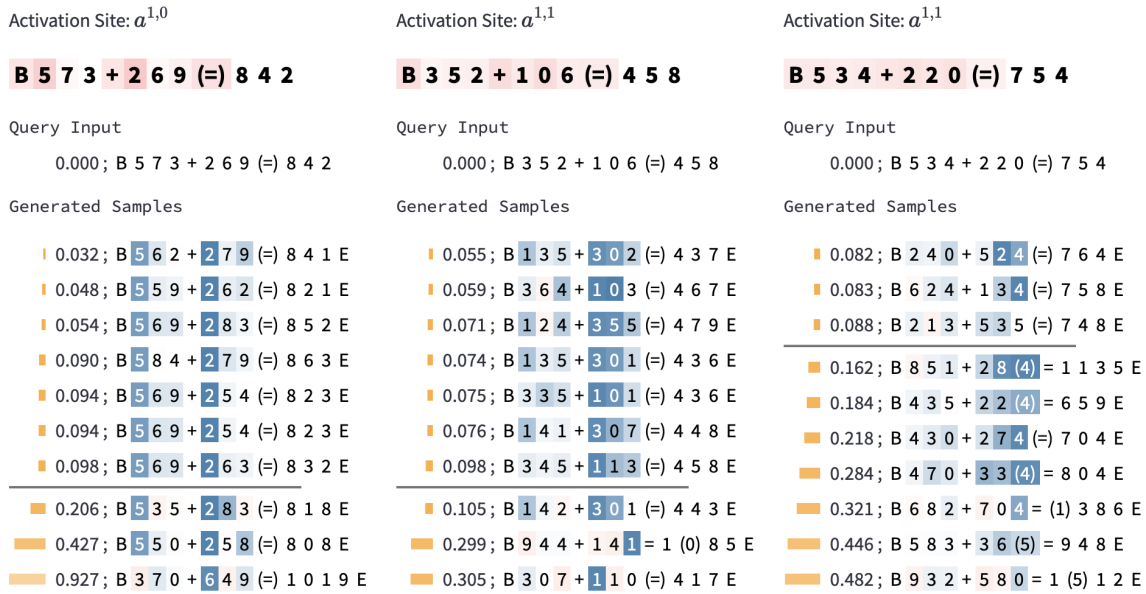 Activation Site: a^{1,0}
B 5 7 3 + 2 6 9 (=) 8 4 2
Query Input
0.000 ; B 5 7 3 + 2 6 9 (=) 8 4 2
Generated Samples
0.032 ; B 5 6 2 + 2 7 9 (=) 8 4 1 E
0.048 ; B 5 5 9 + 2 6 2 (=) 8 2 1 E
0.054 ; B 5 6 9 + 2 8 3 (=) 8 5 2 E
0.090 ; B 5 8 4 + 2 7 9 (=) 8 6 3 E
0.094 ; B 5 6 9 + 2 5 4 (=) 8 2 3 E
0.094 ; B 5 6 9 + 2 5 4 (=) 8 2 3 E
0.098 ; B 5 6 9 + 2 6 3 (=) 8 3 2 E
0.206 ; B 5 3 5 + 2 8 3 (=) 8 1 8 E
0.427 ; B 5 5 0 + 2 5 8 (=) 8 0 8 E
0.927 ; B 3 7 0 + 6 4 9 (=) 1 0 1 9 E
Activation Site: a^{1,1}
B 3 5 2 + 1 0 6 (=) 4 5 8
Query Input
0.000 ; B 3 5 2 + 1 0 6 (=) 4 5 8
Generated Samples
0.055 ; B 1 3 5 + 3 0 2 (=) 4 3 7 E
0.059 ; B 3 6 4 + 1 0 3 (=) 4 6 7 E
0.071 ; B 1 2 4 + 3 5 5 (=) 4 7 9 E
0.074 ; B 1 3 5 + 3 0 1 (=) 4 3 6 E
0.075 ; B 3 3 5 + 1 0 1 (=) 4 3 6 E
0.076 ; B 1 4 1 + 3 0 7 (=) 4 4 8 E
0.098 ; B 3 4 5 + 1 1 3 (=) 4 5 8 E
0.105 ; B 1 4 2 + 3 0 1 (=) 4 4 3 E
0.299 ; B 9 4 4 + 1 4 1 = 1 (0) 8 5 E
0.305 ; B 3 0 7 + 1 1 0 (=) 4 1 7 E
Activation Site: a^{1,1}
B 5 3 4 + 2 2 0 (=) 7 5 4
Query Input
0.000 ; B 5 3 4 + 2 2 0 (=) 7 5 4
Generated Samples
0.082 ; B 2 4 0 + 5 2 4 (=) 7 6 4 E
0.083 ; B 6 2 4 + 1 3 4 (=) 7 5 8 E
0.088 ; B 2 1 3 + 5 3 5 (=) 7 4 8 E
0.162 ; B 8 5 1 + 2 8 (4) = 1 1 3 5 E
0.184 ; B 4 3 5 + 2 2 (4) = 6 5 9 E
0.218 ; B 4 3 0 + 2 7 4 (=) 7 0 4 E
0.284 ; B 4 7 0 + 3 3 (4) = 8 0 4 E
0.321 ; B 6 8 2 + 7 0 4 = (1) 3 8 6 E
0.446 ; B 5 8 3 + 3 6 (5) = 9 4 8 E
0.482 ; B 9 3 2 + 5 8 0 = 1 (5) 1 2 E